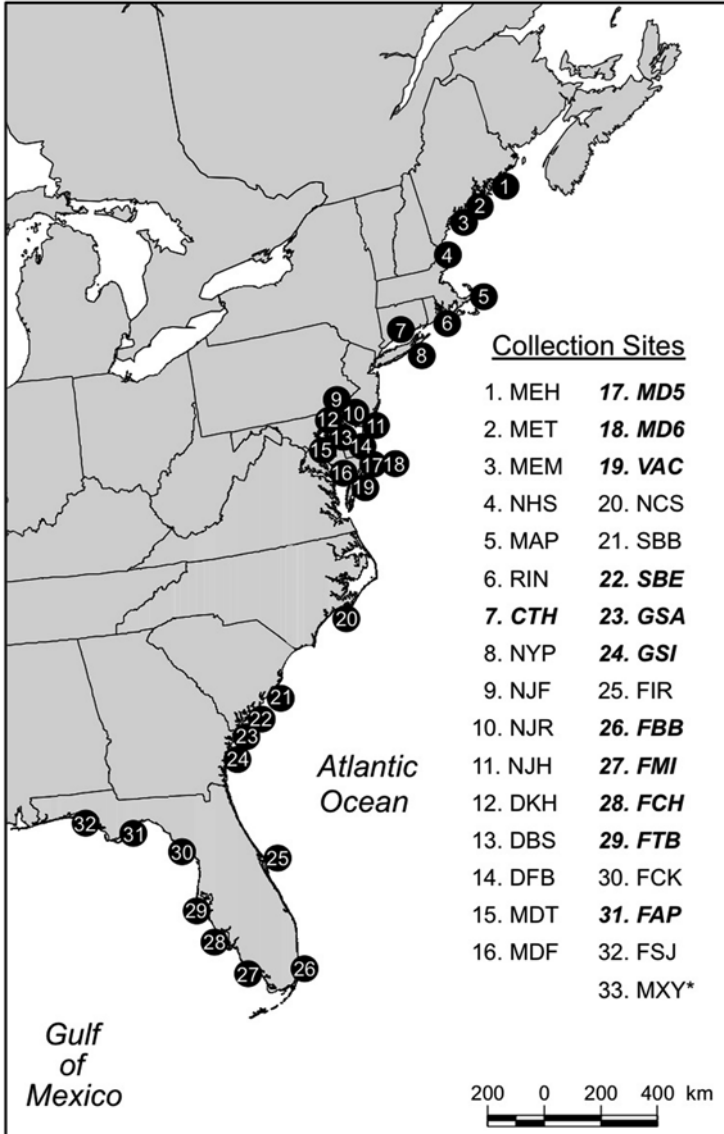 1
2
3
4
5
6
7
8
9
10
12
11
13
14
15
16
17
18
19
20
21
22
23
24
25
26
27
28
29
30
31
32
Collection Sites
1. MEH 17. MD5
2. MET 18. MD6
3. MEM 19. VAC
4. NHS 20. NCS
5. MAP 21. SBB
6. RIN 22. SBE
7. CTH 23. GSA
8. NYP 24. GSI
9. NJF 25. FIR
10. NJR 26. FBB
11. NJH 27. FMI
12. DKH 28. FCH
13. DBS 29. FTB
14. DFB 30. FCK
15. MDT 31. FAP
16. MDF 32. FSJ
33. MXY*
Atlantic
Ocean
Gulf
of
Mexico
200 0 200 400 km